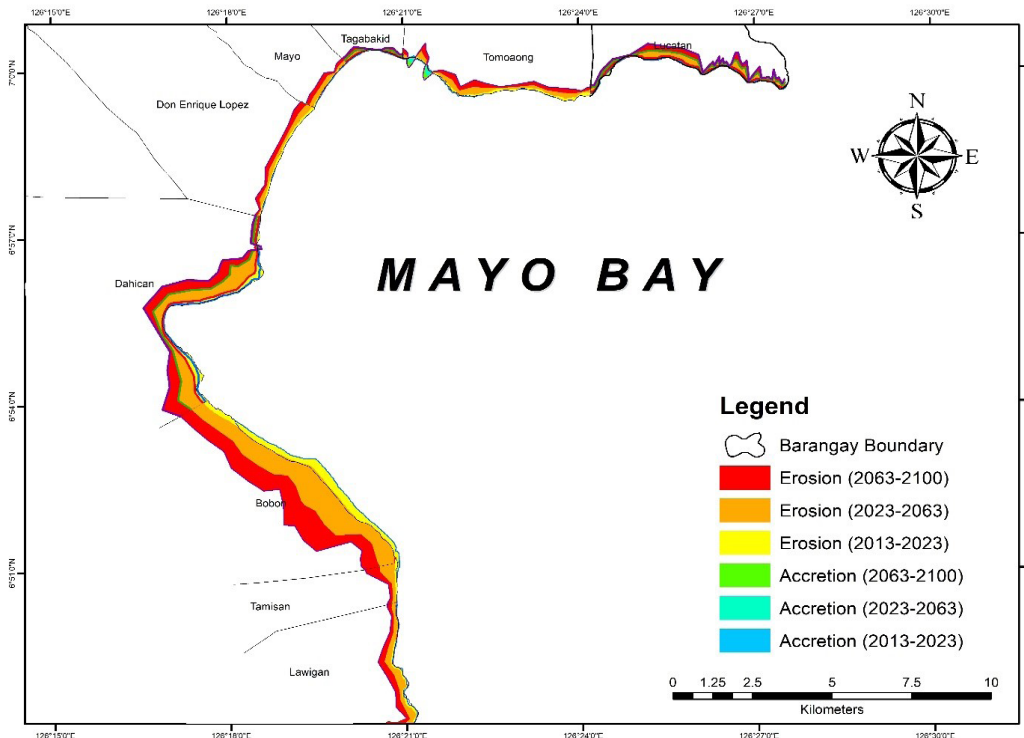 126°15'0"E 126°18'0"E 126°21'0"E 126°24'0"E 126°27'0"E 126°30'0"E
Tagabakid
Mayo
Tomoaong
Lucatan
7°0'0"N
Don Enrique Lopez
N
W E
S
6°57'0"N
Dahican
MAYO BAY
6°54'0"N
Legend
Barangay Boundary
Erosion (2063-2100)
Bobon
Erosion (2023-2063)
Erosion (2013-2023)
6°51'0"N
Accretion (2063-2100)
Tamisan
Accretion (2023-2063)
Accretion (2013-2023)
Lawigan
0 1.25 2.5 5 7.5 10
Kilometers
126°15'0"E 126°18'0"E 126°21'0"E 126°24'0"E 126°27'0"E 126°30'0"E